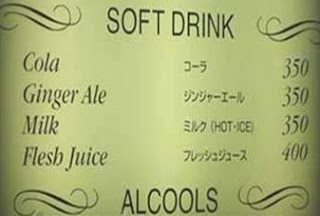 SOFT DRINK
Cola コーラ 350
Ginger Ale ジンジャーエール 350
Milk ミルク (HOT・ICE) 350
Flesh Juice フレッシュジュース 400
ALCOOLS